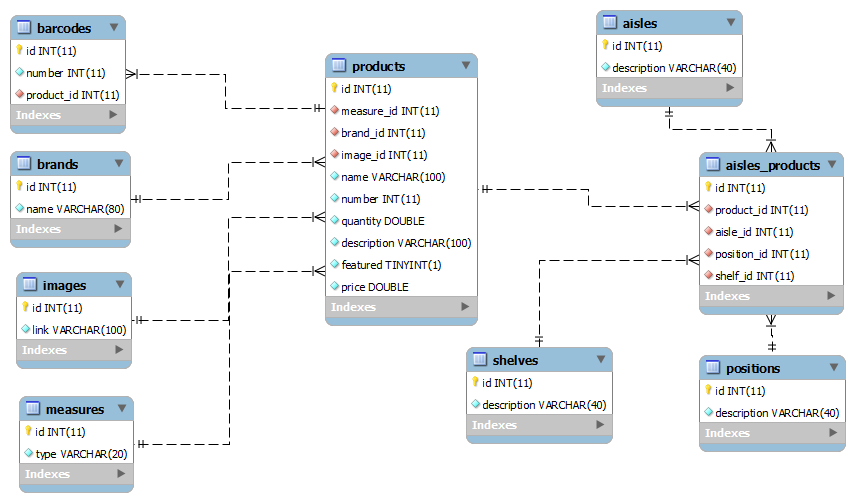 barcodes
id INT(11)
number INT(11)
product_id INT(11)
Indexes
brands
id INT(11)
name VARCHAR(80)
Indexes
images
id INT(11)
link VARCHAR(100)
Indexes
measures
id INT(11)
type VARCHAR(20)
Indexes
products
id INT(11)
measure_id INT(11)
brand_id INT(11)
image_id INT(11)
name VARCHAR(100)
number INT(11)
quantity DOUBLE
description VARCHAR(100)
featured TINYINT(1)
price DOUBLE
Indexes
shelves
id INT(11)
description VARCHAR(40)
Indexes
aisles
id INT(11)
description VARCHAR(40)
Indexes
aisles_products
id INT(11)
product_id INT(11)
aisle_id INT(11)
position_id INT(11)
shelf_id INT(11)
Indexes
positions
id INT(11)
description VARCHAR(40)
Indexes